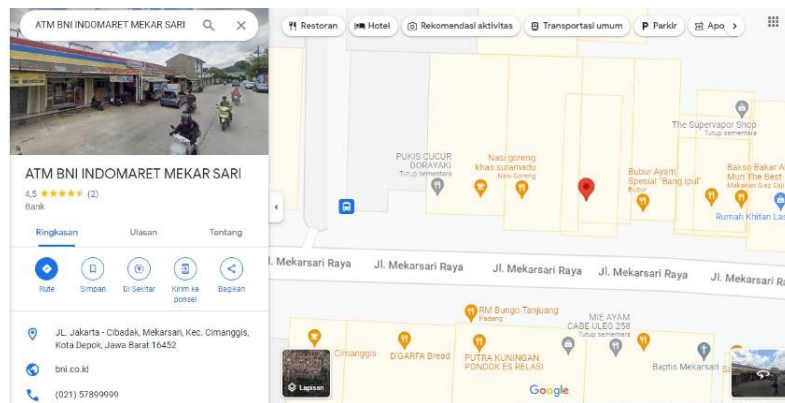 ATM BNI INDOMARET MEKAR SARI
Restoran
Hotel
Rekomendasi aktivitas
Transportasi umum
P Parkir
Apo
ATM BNI INDOMARET MEKAR SARI
4,5 (2)
Bank
Ringkasan
Ulasan
Tentang
Rute
Simpan
Di Sekitar
Kirim ke
ponsel
Bagikan
JL. Jakarta - Cibadak, Mekarsari, Kec. Cimanggis,
Kota Depok, Jawa Barat 16452
bni.co.id
(021) 57899999
The Supervapor Shop
Tutup sementara
PUKIS CUCUR
DORAYAKI
Tutup sementara
Nasi goreng
khas suramadu
Nasi Goreng
Bubur Ayam
Spesial "Bang Ipul"
Bubur
Bakso Bakar A
Mun The Best
Makanan Siap Saji
Rumah Khitan Las
l. Mekarsari Raya
Jl. Mekarsari Raya
Jl. Mekarsari Raya
Jl. Mekarsari Raya
Jl. Mekarsari Ra
RM Bungo Tanjuang
Padang
MIE AYAM
CABE ULEG 258
Tutup sementara
Cimanggis
D'GARFA Bread
PUTRA KUNINGAN
PONDOK ES RELASI
Baptis Mekarsari
Lapisan
Google